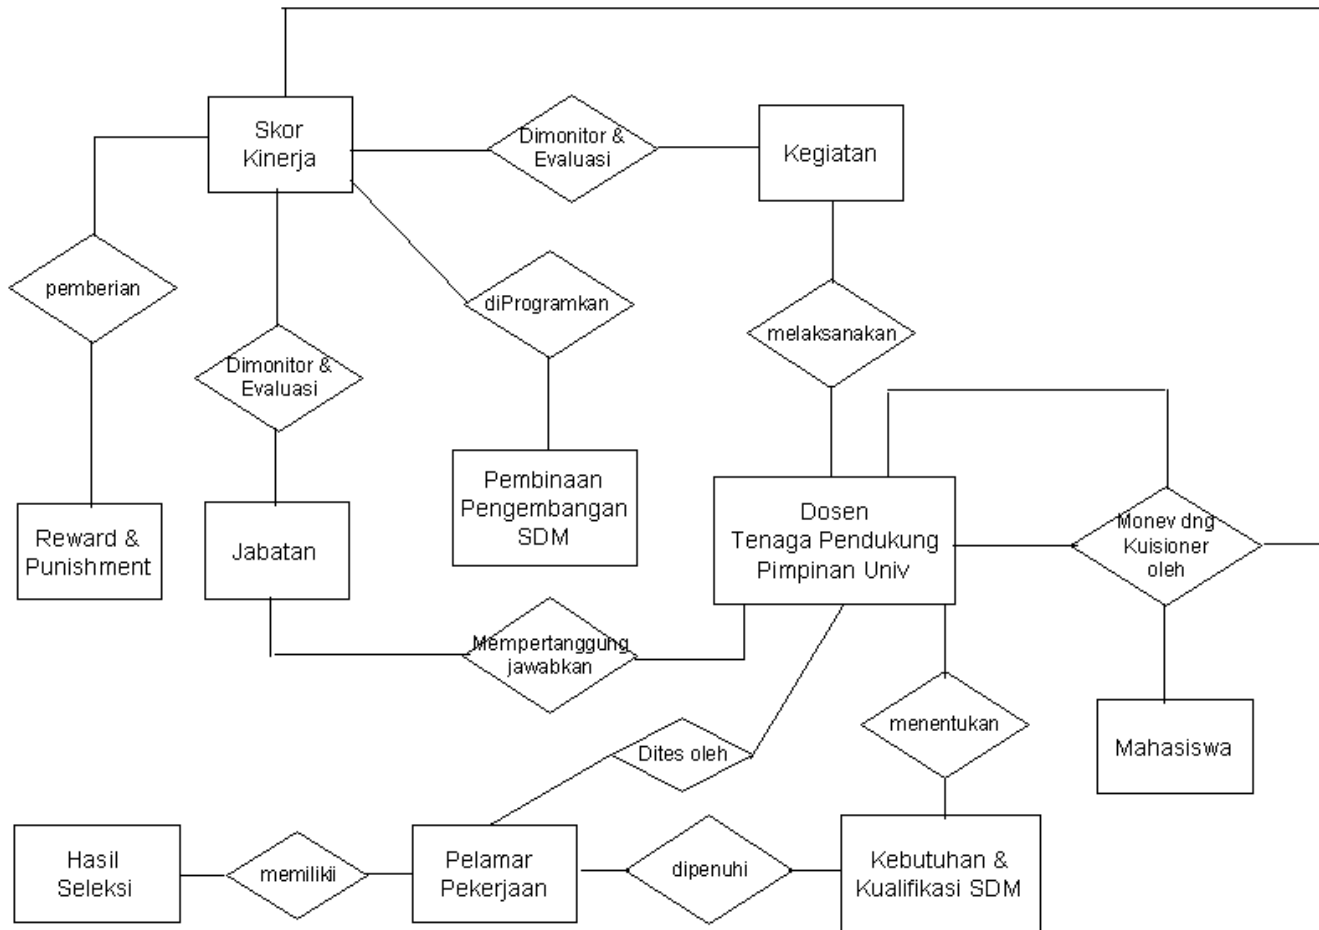 Skor
Kinerja
Dimonitor &
Evaluasi
Kegiatan
pemberian
diProgramkan
melaksanakan
Dimonitor &
Evaluasi
Reward &
Punishment
Jabatan
Pembinaan
Pengembangan
SDM
Dosen
Tenaga Pendukung
Pimpinan Univ
Monev dng
Kuisioner
oleh
Mempertanggung
jawabkan
menentukan
Mahasiswa
Dites oleh
Hasil
Seleksi
memilikii
Pelamar
Pekerjaan
dipenuhi
Kebutuhan &
Kualifikasi SDM